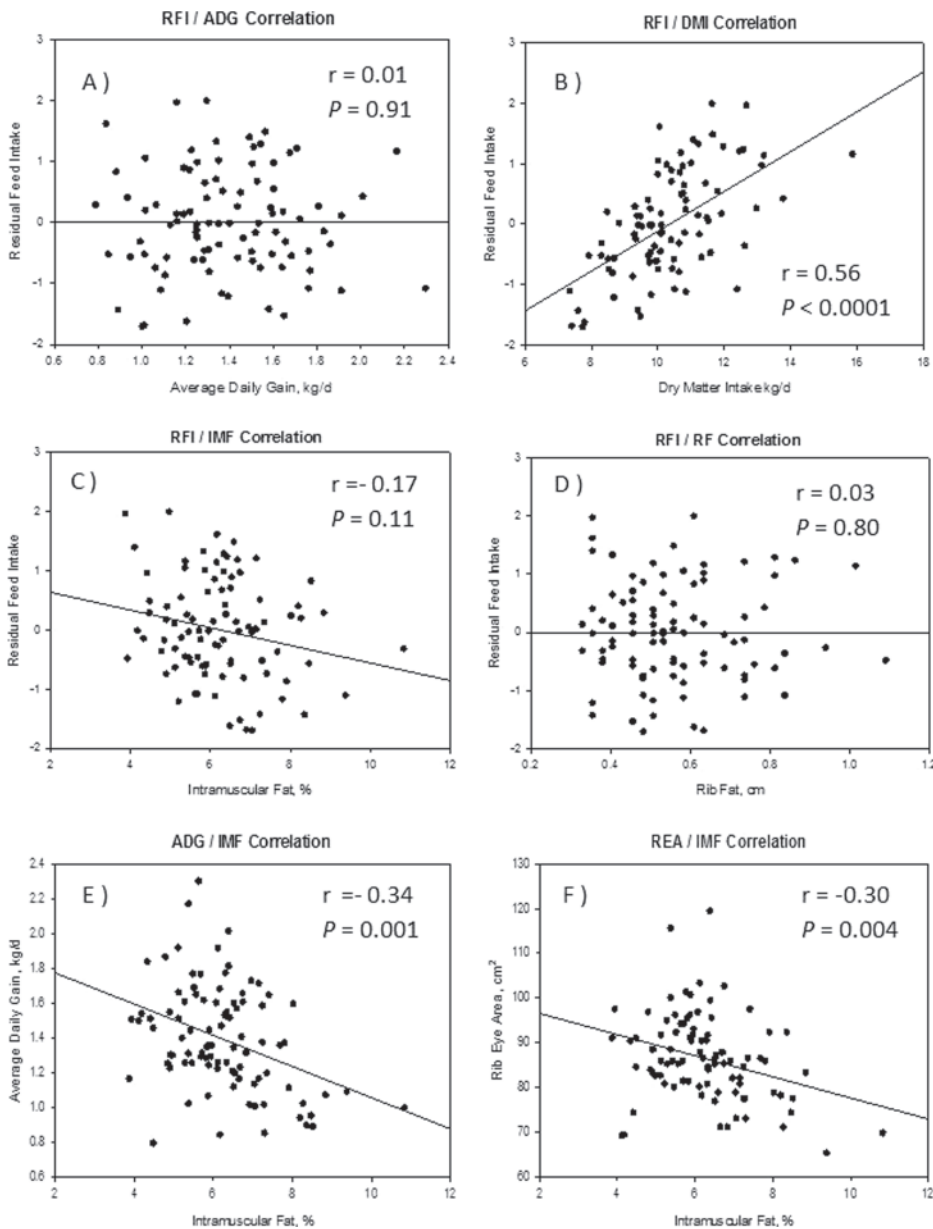 RFI / ADG Correlation
A )
r = 0.01
P = 0.91
Residual Feed Intake
3
2
1
0
-1
-2
0.6 0.8 1.0 1.2 1.4 1.6 1.8 2.0 2.2 2.4
Average Daily Gain, kg/d
RFI / DMI Correlation
B )
r = 0.56
P < 0.0001
Residual Feed Intake
3
2
1
0
-1
-2
6 8 10 12 14 16 18
Dry Matter Intake kg/d
RFI / IMF Correlation
C )
r =- 0.17
P = 0.11
Residual Feed Intake
3
2
1
0
-1
-2
2 4 6 8 10 12
Intramuscular Fat, %
RFI / RF Correlation
D )
r = 0.03
P = 0.80
Residual Feed Intake
3
2
1
0
-1
-2
0.2 0.4 0.6 0.8 1.0 1.2
Rib Fat, cm
ADG / IMF Correlation
E )
r =- 0.34
P = 0.001
Average Daily Gain, kg/d
2.4
2.2
2.0
1.8
1.6
1.4
1.2
1.0
0.8
0.6
2 4 6 8 10 12
Intramuscular Fat, %
REA / IMF Correlation
F )
r = -0.30
P = 0.004
Rib Eye Area, cm²
130
120
110
100
90
80
70
60
2 4 6 8 10 12
Intramuscular Fat, %